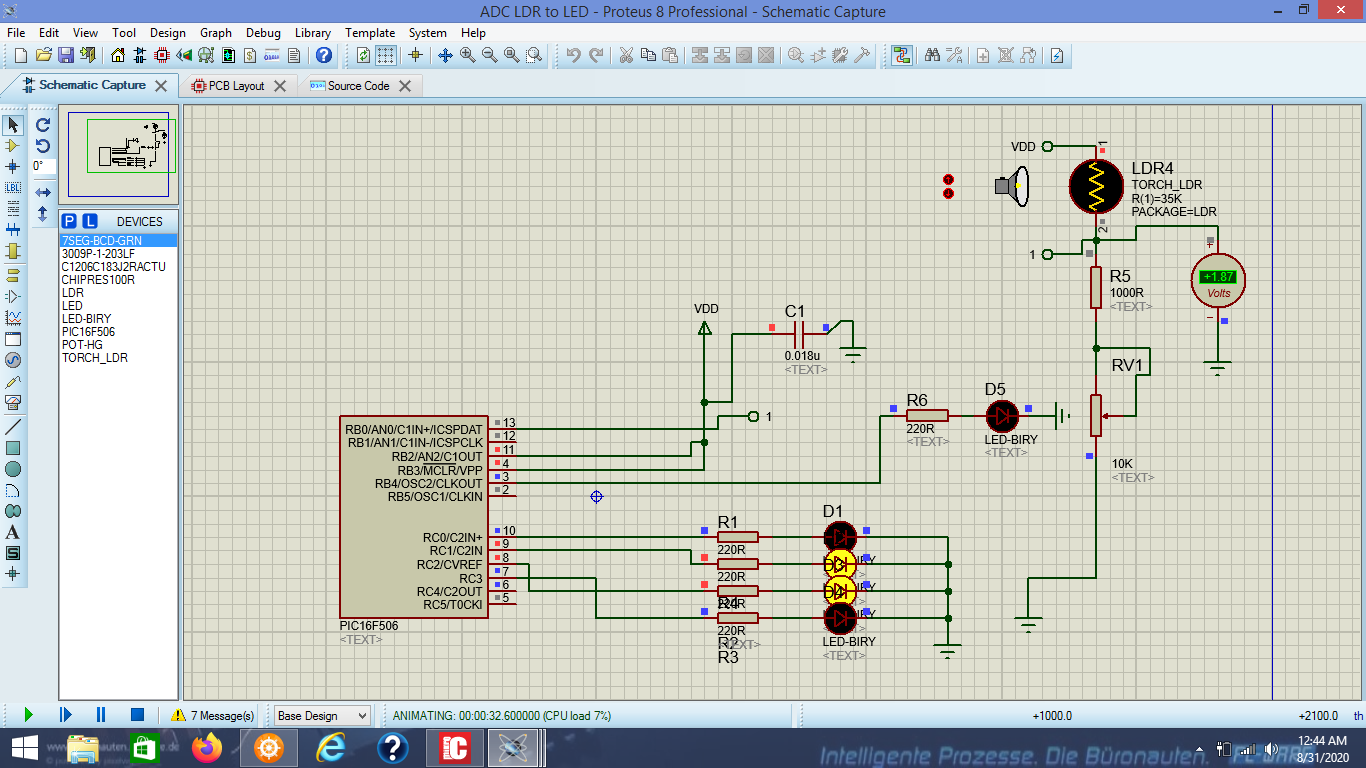 ADC LDR to LED - Proteus 8 Professional - Schematic Capture
File Edit View Tool Design Graph Debug Library Template System Help
Schematic Capture
PCB Layout
Source Code
LBL
0°
P L DEVICES
7SEG-BCD-GRN
3009P-1-203LF
C1206C183J2RACTU
CHIPRES100R
LDR
LED
LED-BIRY
PIC16F506
POT-HG
TORCH_LDR
A
S
VDD
1
LDR4
TORCH_LDR
R(1)=35K
PACKAGE=LDR
2
1
R5
1000R
<TEXT>
+1.87
Volts
RV1
10K
<TEXT>
VDD
C1
0.018u
<TEXT>
1
R6
220R
<TEXT>
D5
LED-BIRY
<TEXT>
RB0/AN0/C1IN+/ICSPDAT 13
RB1/AN1/C1IN-/ICSPCLK 12
RB2/AN2/C1OUT 11
RB3/MCLR/VPP 4
RB4/OSC2/CLKOUT 3
RB5/OSC1/CLKIN 2
RC0/C2IN+ 10
RC1/C2IN 9
RC2/CVREF 8
RC3 7
RC4/C2OUT 6
RC5/T0CKI 5
PIC16F506
<TEXT>
R1
220R
220R
220R
R2
R3
D1
LED-BIRY
<TEXT>
7 Message(s)
Base Design
ANIMATING: 00:00:32.600000 (CPU load 7%)
+1000.0
+2100.0
th
Intelligente Prozesse. Die Büronauten.
12:44 AM
8/31/2020